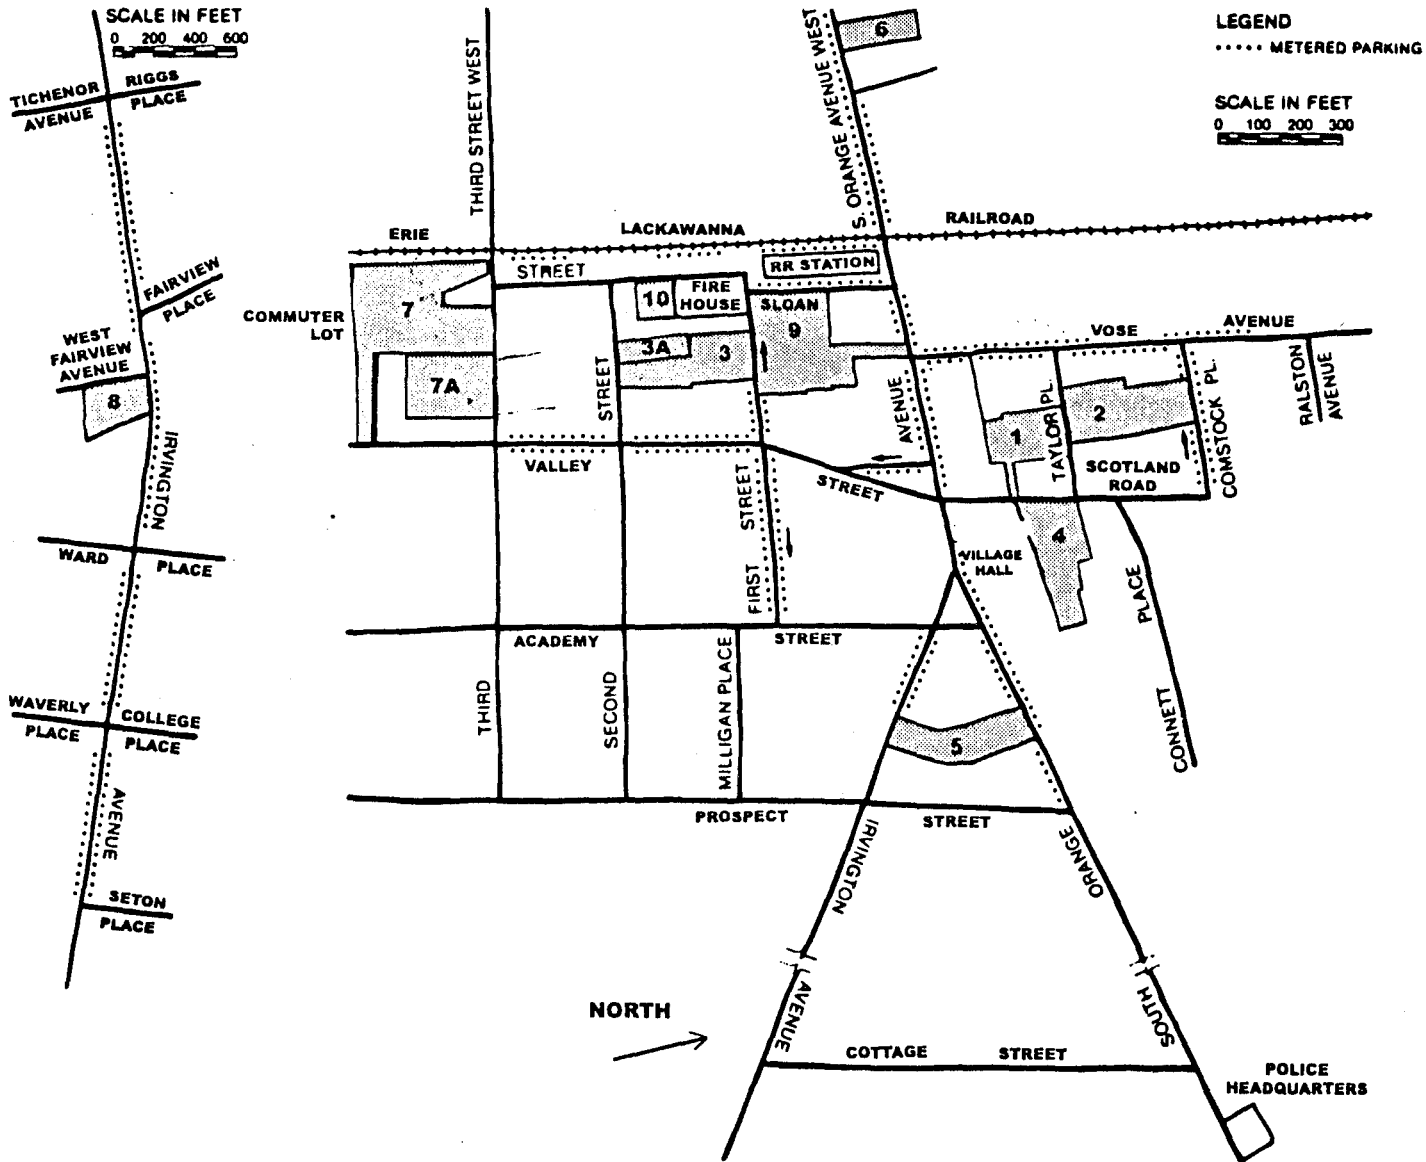 SCALE IN FEET
0 200 400 600
TICHENOR
AVENUE
RIGGS
PLACE
FAIRVIEW
PLACE
WEST
FAIRVIEW
AVENUE
8
IRVINGTON
WARD
PLACE
WAVERLY
PLACE
COLLEGE
PLACE
AVENUE
SETON
PLACE
THIRD STREET WEST
S. ORANGE AVENUE WEST
6
LEGEND
METERED PARKING
SCALE IN FEET
0 100 200 300
ERIE
LACKAWANNA
RAILROAD
STREET
RR STATION
COMMUTER
LOT
7
10
FIRE
HOUSE
SLOAN
9
3A
3
7A
STREET
VOSE
AVENUE
AVENUE
1
TAYLOR PL.
2
COMSTOCK PL.
RALSTON
AVENUE
VALLEY
STREET
SCOTLAND
ROAD
FIRST STREET
4
VILLAGE
HALL
PLACE
CONNETT
ACADEMY
STREET
THIRD
SECOND
MILLIGAN PLACE
5
PROSPECT
STREET
IRVINGTON
AVENUE
ORANGE
SOUTH
NORTH
COTTAGE
STREET
POLICE
HEADQUARTERS